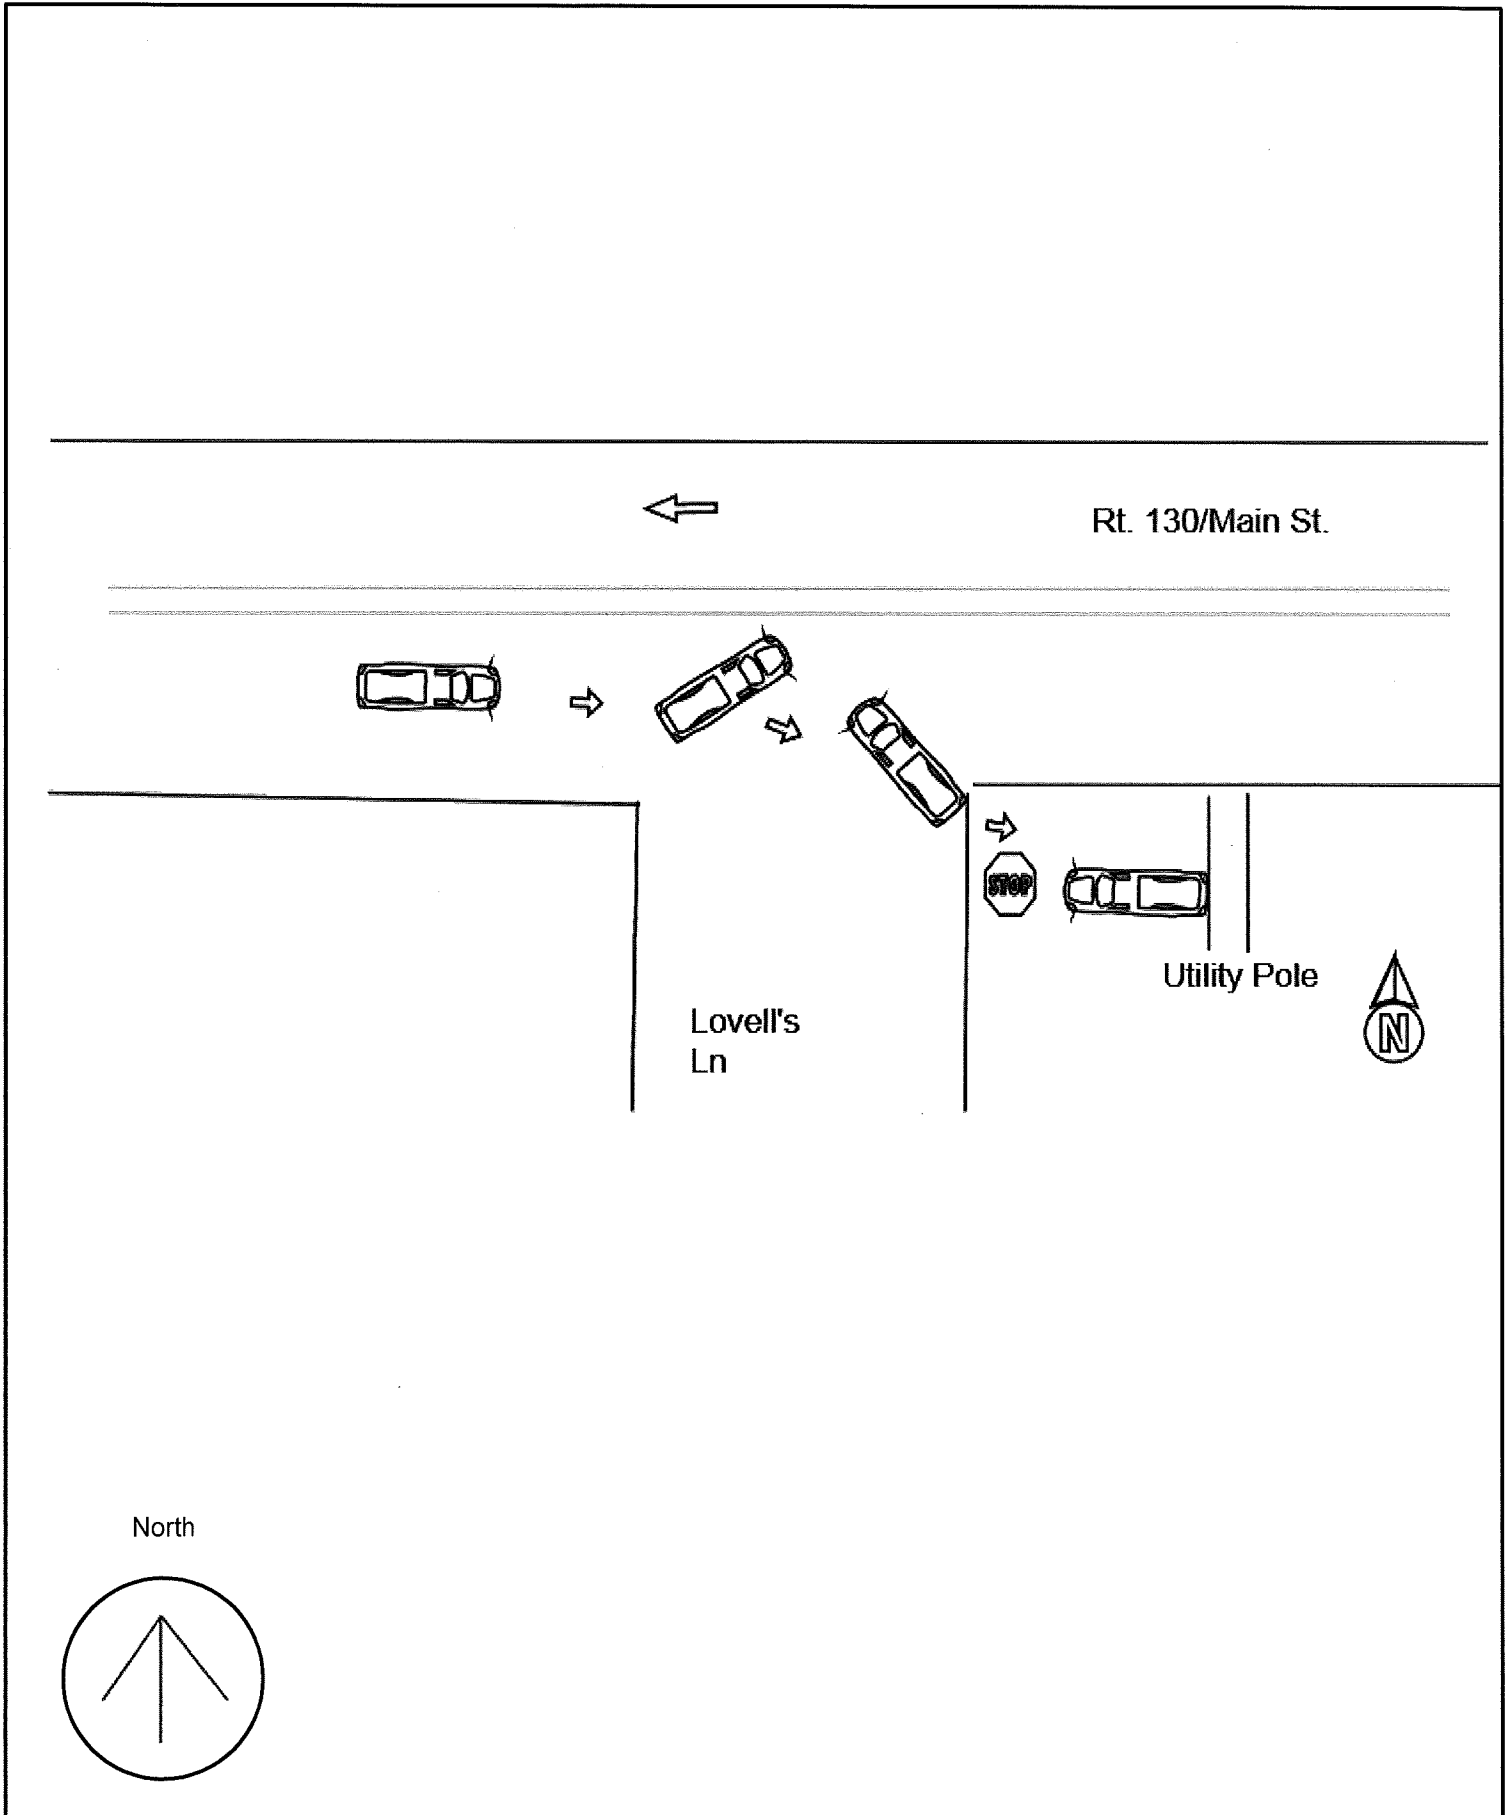 Rt. 130/Main St.
STOP
Utility Pole
N
Lovell's
Ln
North